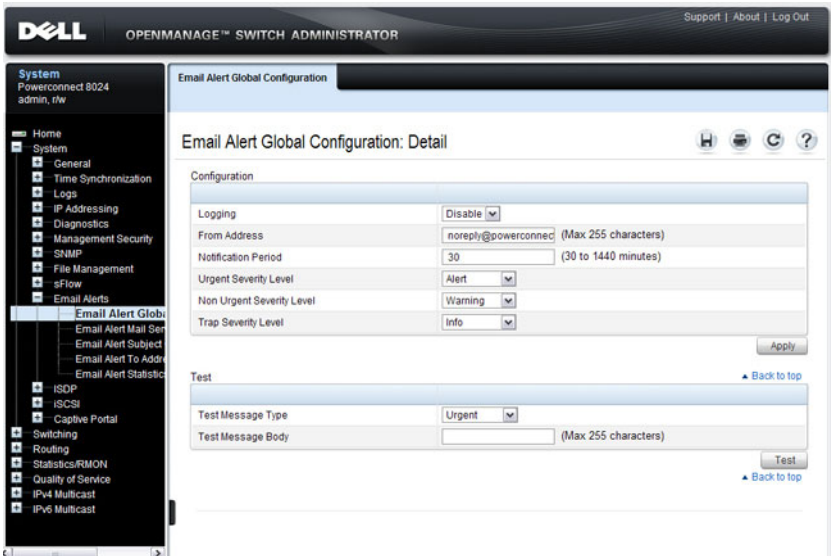 Support | About | Log Out
DELL
OPENMANAGE™ SWITCH ADMINISTRATOR
System
Powerconnect 8024
admin, r/w
Email Alert Global Configuration
Home
System
General
Time Synchronization
Logs
IP Addressing
Diagnostics
Management Security
SNMP
File Management
sFlow
Email Alerts
Email Alert Globa
Email Alert Mail Ser
Email Alert Subject
Email Alert To Addre
Email Alert Statistic
ISDP
iSCSI
Captive Portal
Switching
Routing
Statistics/RMON
Quality of Service
IPv4 Multicast
IPv6 Multicast
Email Alert Global Configuration: Detail
Configuration
Logging Disable
From Address noreply@powerconnec (Max 255 characters)
Notification Period 30 (30 to 1440 minutes)
Urgent Severity Level Alert
Non Urgent Severity Level Warning
Trap Severity Level Info
Apply
Test
Back to top
Test Message Type Urgent
Test Message Body (Max 255 characters)
Test
Back to top